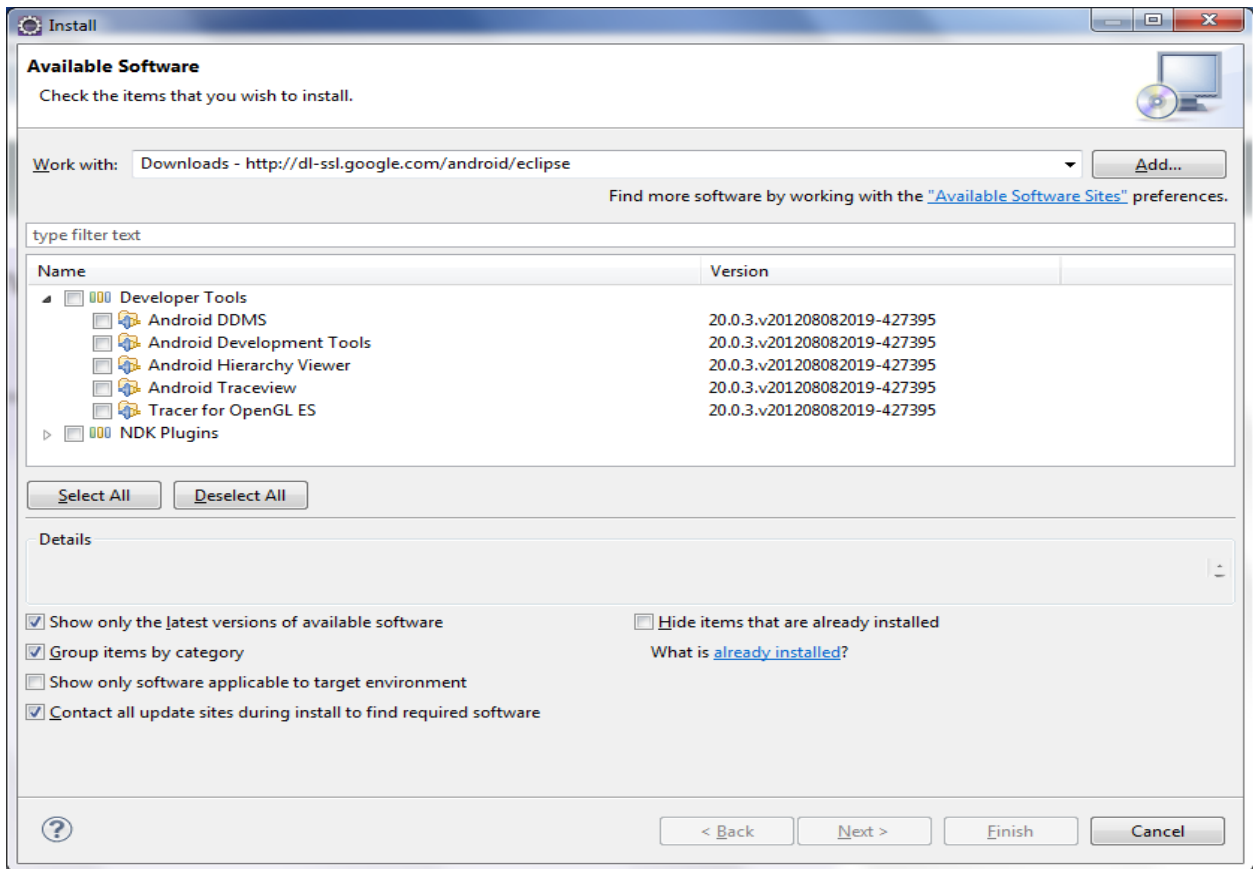 Install
Available Software
Check the items that you wish to install.
Work with: Downloads - http://dl-ssl.google.com/android/eclipse Add...
Find more software by working with the "Available Software Sites" preferences.
type filter text
Name Version
Developer Tools
Android DDMS 20.0.3.v201208082019-427395
Android Development Tools 20.0.3.v201208082019-427395
Android Hierarchy Viewer 20.0.3.v201208082019-427395
Android Traceview 20.0.3.v201208082019-427395
Tracer for OpenGL ES 20.0.3.v201208082019-427395
NDK Plugins
Select All Deselect All
Details
Show only the latest versions of available software Hide items that are already installed
Group items by category What is already installed?
Show only software applicable to target environment
Contact all update sites during install to find required software
? < Back Next > Finish Cancel